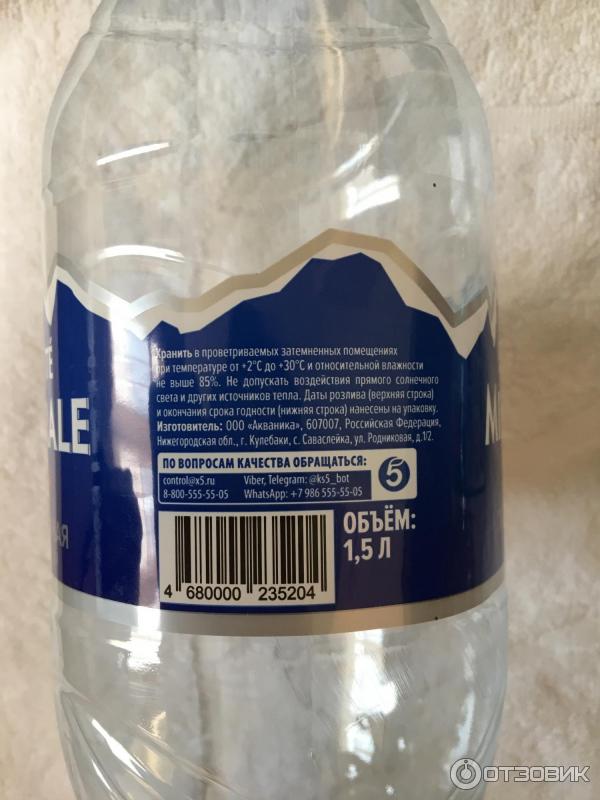 Хранить в проветриваемых затемненных помещениях
при температуре от +2°С до +30°С и относительной влажности
не выше 85%. Не допускать воздействия прямого солнечного
света и других источников тепла. Даты розлива (верхняя строка)
и окончания срока годности (нижняя строка) нанесены на упаковку.
Изготовитель: ООО «Акваника», 607007, Российская Федерация,
Нижегородская обл., г. Кулебаки, с. Саваслейка, ул. Родниковая, д.1/2.
ALE
ПО ВОПРОСАМ КАЧЕСТВА ОБРАЩАТЬСЯ:
control@x5.ru Viber, Telegram: @ks5_bot
8-800-555-55-05 WhatsApp: +7 986 555-55-05
5
ОБЪЁМ:
1,5 Л
4 680000 235204
ОТЗОВИК